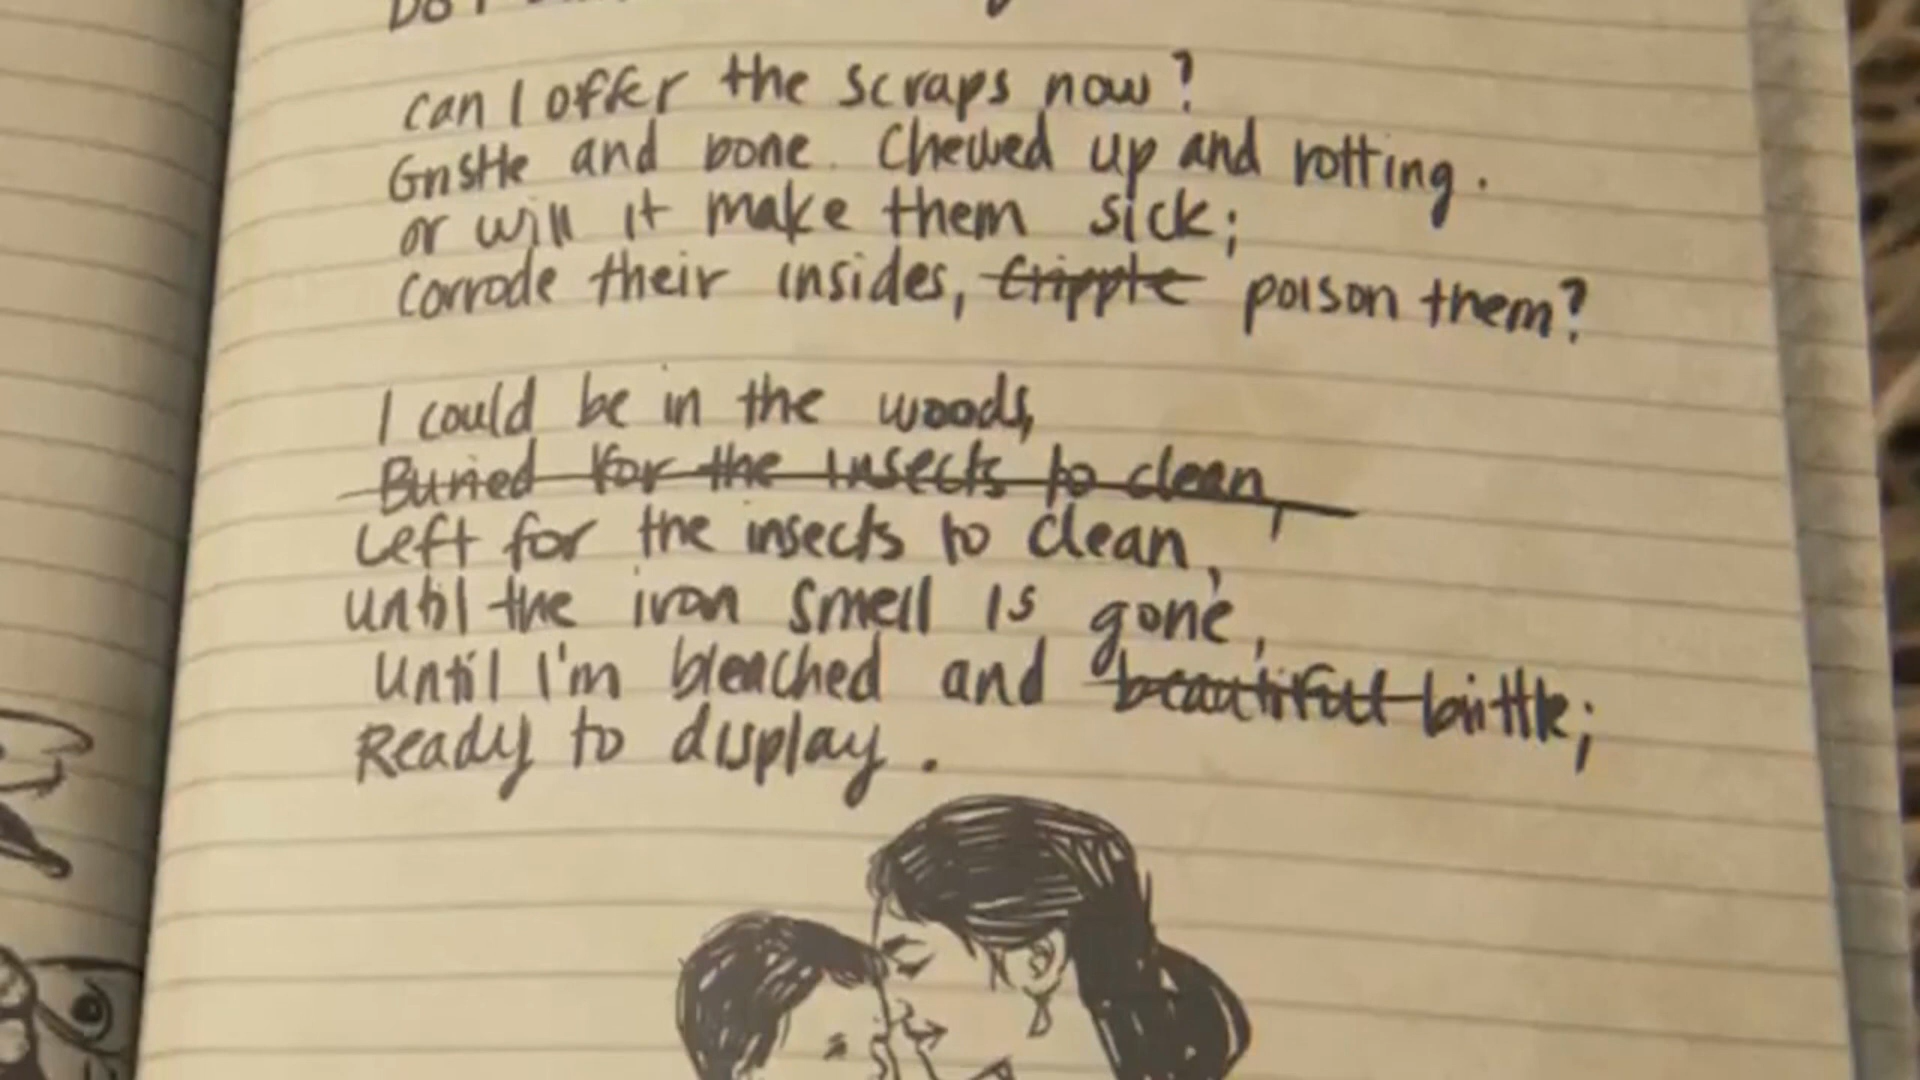 can I offer the scraps now?
Gristle and bone. Chewed up and rotting.
or will it make them sick;
Corrode their insides, cripple poison them?
I could be in the woods,
Buried for the insects to clean,
Left for the insects to clean,
until the iron smell is gone,
Until I'm bleached and beautiful brittle;
Ready to display.